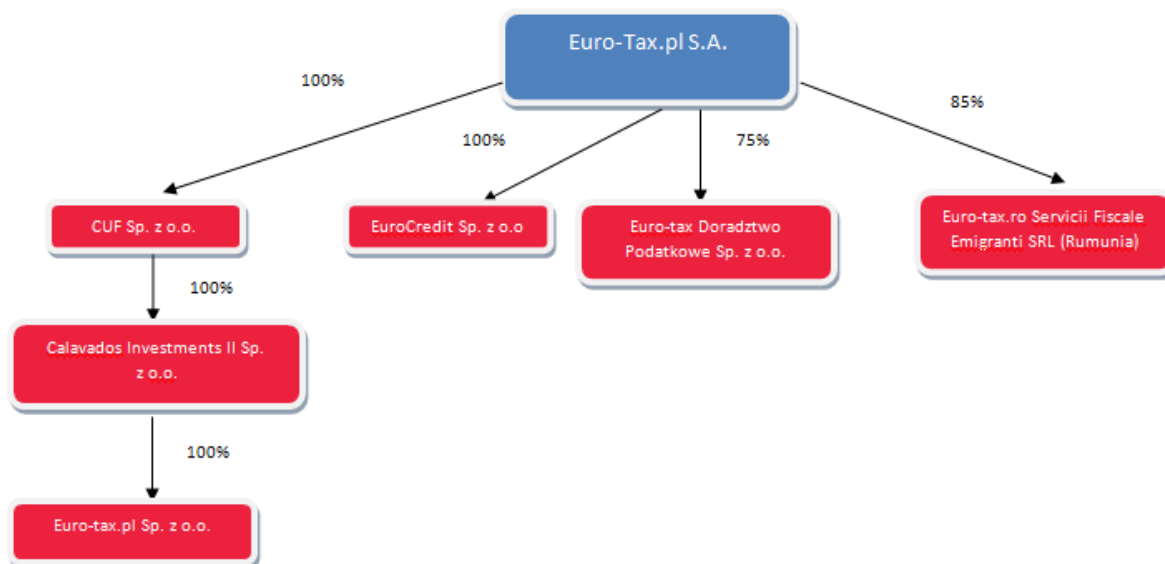 Euro-Tax.pl S.A.
100%
100%
75%
85%
CUF Sp. z o.o.
EuroCredit Sp. z o.o
Euro-tax Doradztwo
Podatkowe Sp. z o.o.
Euro-tax.ro Servicii Fiscale
Emigranti SRL (Rumunia)
100%
Calavados Investments II Sp.
z o.o.
100%
Euro-tax.pl Sp. z o.o.